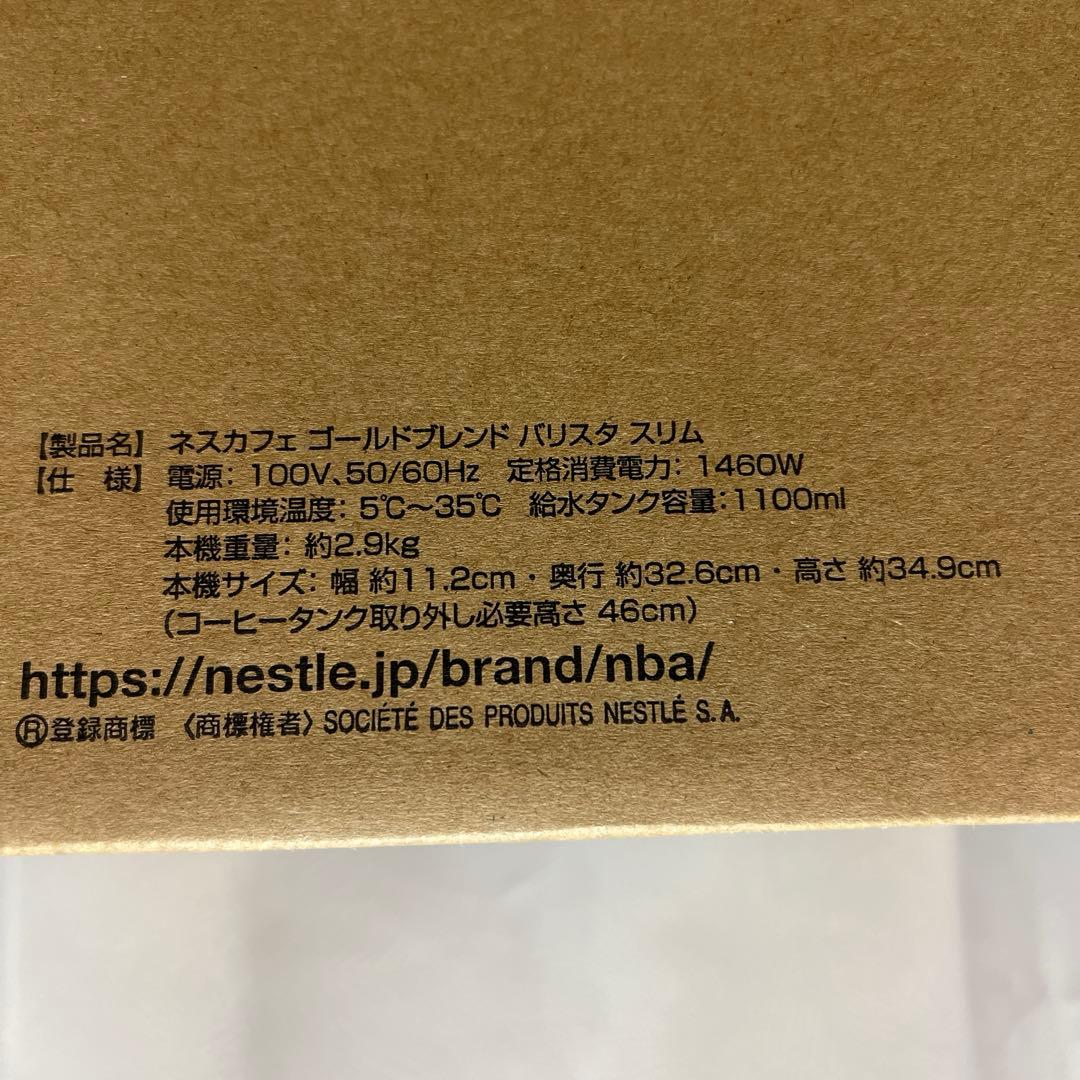 【製品名】 ネスカフェ ゴールドブレンド バリスタ スリム
【仕 様】 電源: 100V、50/60Hz 定格消費電力: 1460W
使用環境温度: 5℃～35℃ 給水タンク容量:1100ml
本機重量: 約2.9kg
本機サイズ: 幅 約11.2cm・奥行 約32.6cm・高さ 約34.9cm
(コーヒータンク取り外し必要高さ 46cm)
https://nestle.jp/brand/nba/
Ⓡ登録商標 〈商標権者〉SOCIÉTÉ DES PRODUITS NESTLÉ S.A.